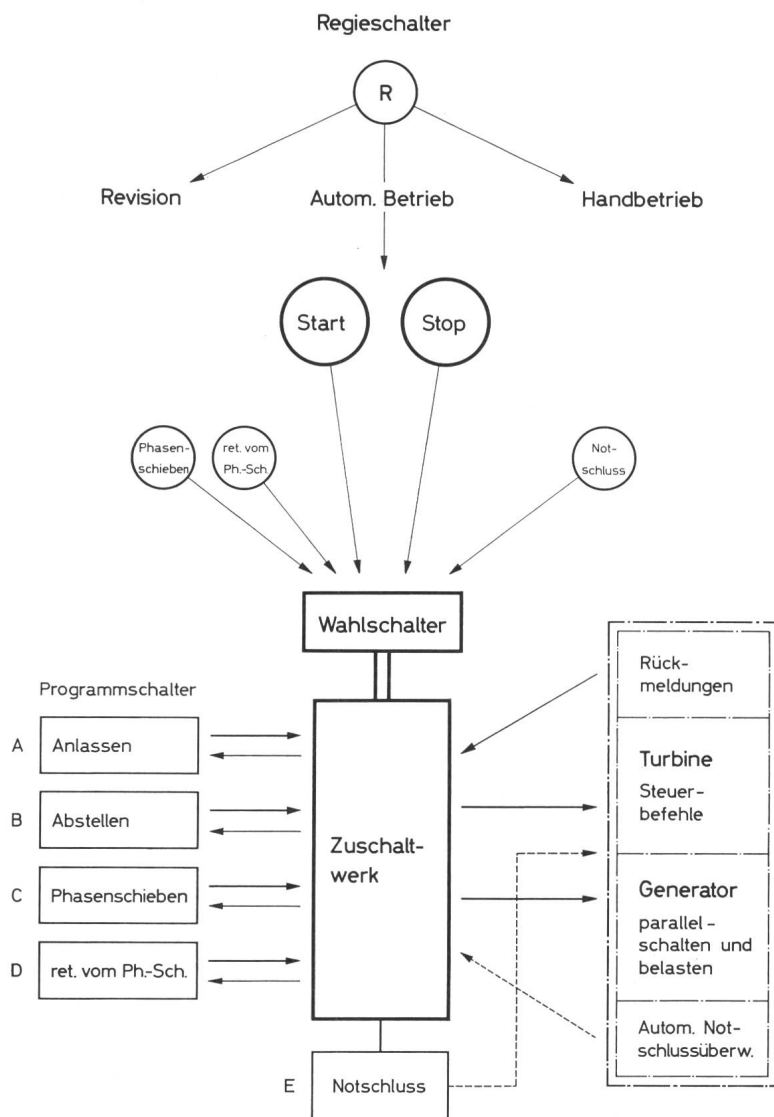 Regieschalter
R
Revision
Autom. Betrieb
Handbetrieb
Start
Stop
Phasen-
schieben
ret. vom
Ph.-Sch.
Not-
schluss
Wahlschalter
Programmschalter
A
Anlassen
B
Abstellen
C
Phasenschieben
D
ret. vom Ph.-Sch.
Zuschalt-
werk
E
Notschluss
Rück-
meldungen
Turbine
Steuer-
befehle
Generator
parallel-
schalten und
belasten
Autom. Not-
schlussüberw.